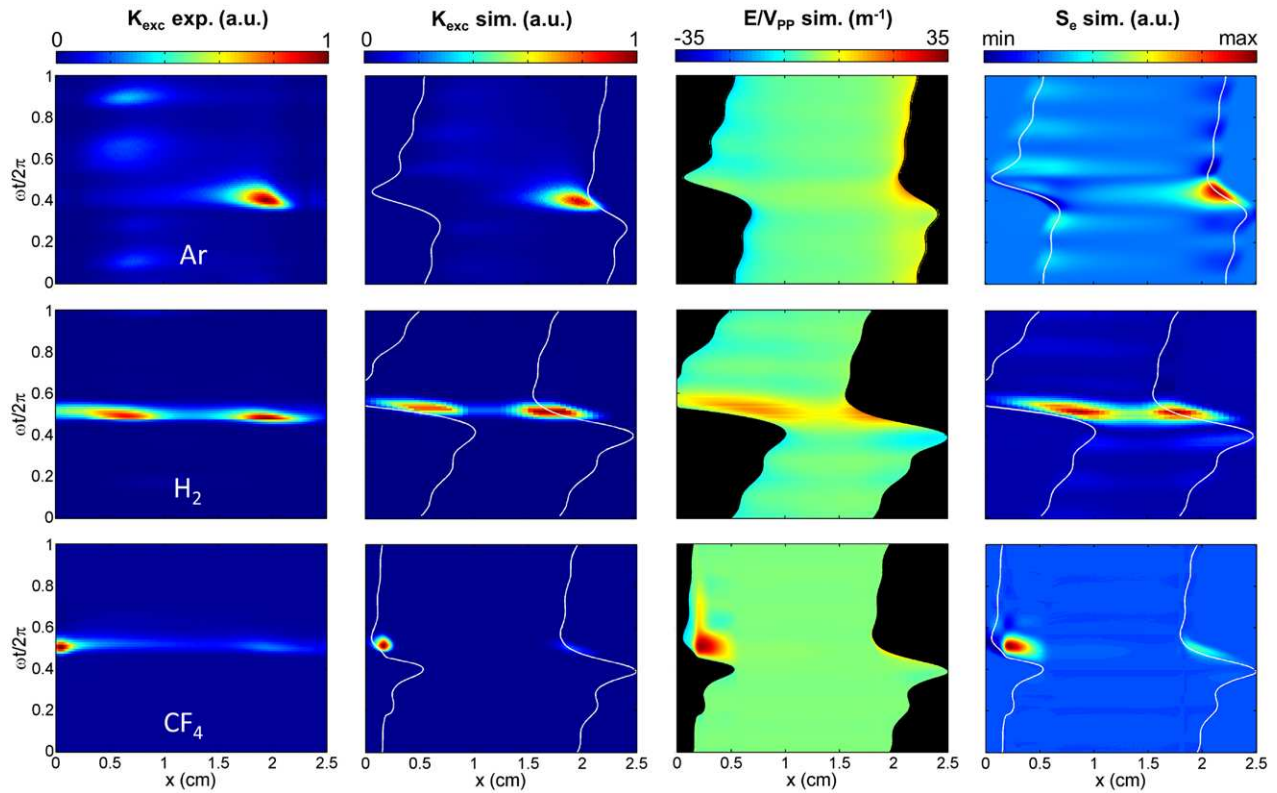 K_exc exp. (a.u.) K_exc sim. (a.u.) E/V_PP sim. (m⁻¹) S_e sim. (a.u.)
0 1 0 1 -35 35 min max
1
0.8
0.6
0.4
0.2
0
ωt/2π
Ar
1
0.8
0.6
0.4
0.2
0
ωt/2π
H₂
1
0.8
0.6
0.4
0.2
0
ωt/2π
CF₄
0 0.5 1 1.5 2 2.5 0 0.5 1 1.5 2 2.5 0 0.5 1 1.5 2 2.5 0 0.5 1 1.5 2 2.5
x (cm) x (cm) x (cm) x (cm)